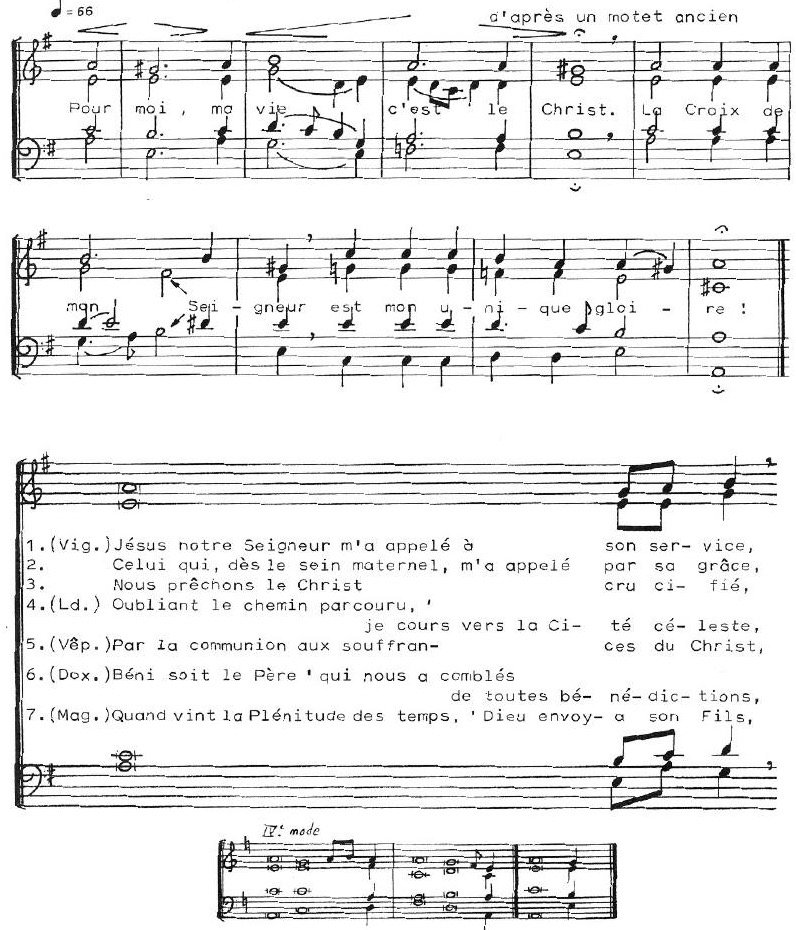 ♩ = 66
d'après un motet ancien
Pour moi, ma vie c'est le Christ. La Croix de
mon Sei - gneur est mon u - ni - que gloi - re !
1.(Vig.) Jésus notre Seigneur m'a appelé à son ser- vice,
2. Celui qui, dès le sein maternel, m'a appelé par sa grâce,
3. Nous prêchons le Christ cru ci- fié,
4.(Ld.) Oubliant le chemin parcouru, '
je cours vers la Ci- té cé- leste,
5.(Vêp.) Par la communion aux souffran- ces du Christ,
6.(Dox.) Béni soit le Père ' qui nous a comblés
de toutes bé- né- dic- tions,
7.(Mag.) Quand vint la Plénitude des temps, ' Dieu envoy- a son Fils,
IVe mode